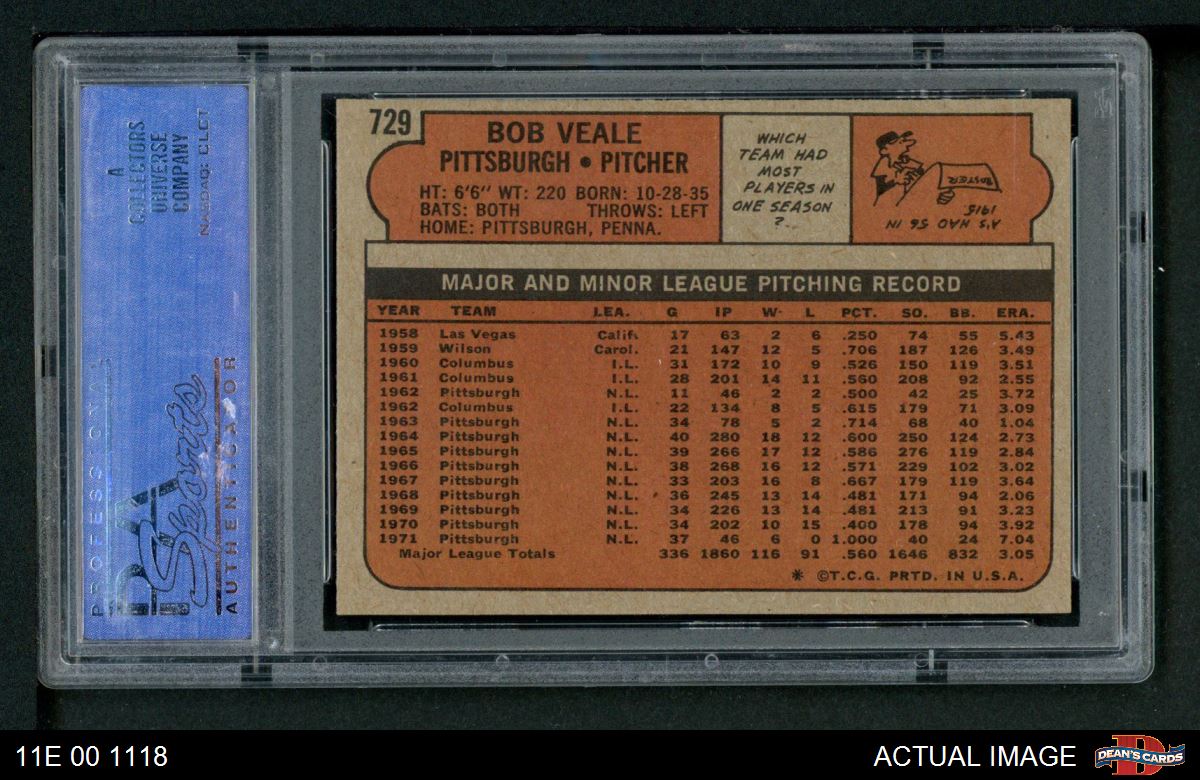 A
COLLECTORS
UNIVERSE
COMPANY
NASDAQ: CLCT
PROFESSIONAL
PSA
Sports
AUTHENTICATOR
729
BOB VEALE
PITTSBURGH • PITCHER
HT: 6'6" WT: 220 BORN: 10-28-35
BATS: BOTH THROWS: LEFT
HOME: PITTSBURGH, PENNA.
WHICH
TEAM HAD
MOST
PLAYERS IN
ONE SEASON
?
ROSTER
A'S HAD 56 IN
1915
MAJOR AND MINOR LEAGUE PITCHING RECORD
YEAR TEAM LEA. G IP W L PCT. SO. BB. ERA.
1958 Las Vegas Calif. 17 63 2 6 .250 74 55 5.43
1959 Wilson Carol. 21 147 12 5 .706 187 126 3.49
1960 Columbus I.L. 31 172 10 9 .526 150 119 3.51
1961 Columbus I.L. 28 201 14 11 .560 208 92 2.55
1962 Pittsburgh N.L. 11 46 2 2 .500 42 25 3.72
1962 Columbus I.L. 22 134 8 5 .615 179 71 3.09
1963 Pittsburgh N.L. 34 78 5 2 .714 68 40 1.04
1964 Pittsburgh N.L. 40 280 18 12 .600 250 124 2.73
1965 Pittsburgh N.L. 39 266 17 12 .586 276 119 2.84
1966 Pittsburgh N.L. 38 268 16 12 .571 229 102 3.02
1967 Pittsburgh N.L. 33 203 16 8 .667 179 119 3.64
1968 Pittsburgh N.L. 36 245 13 14 .481 171 94 2.06
1969 Pittsburgh N.L. 34 226 13 14 .481 213 91 3.23
1970 Pittsburgh N.L. 34 202 10 15 .400 178 94 3.92
1971 Pittsburgh N.L. 37 46 6 0 1.000 40 24 7.04
Major League Totals 336 1860 116 91 .560 1646 832 3.05
* ©T.C.G. PRTD. IN U.S.A.
11E 00 1118
ACTUAL IMAGE
D
DEAN'S CARDS